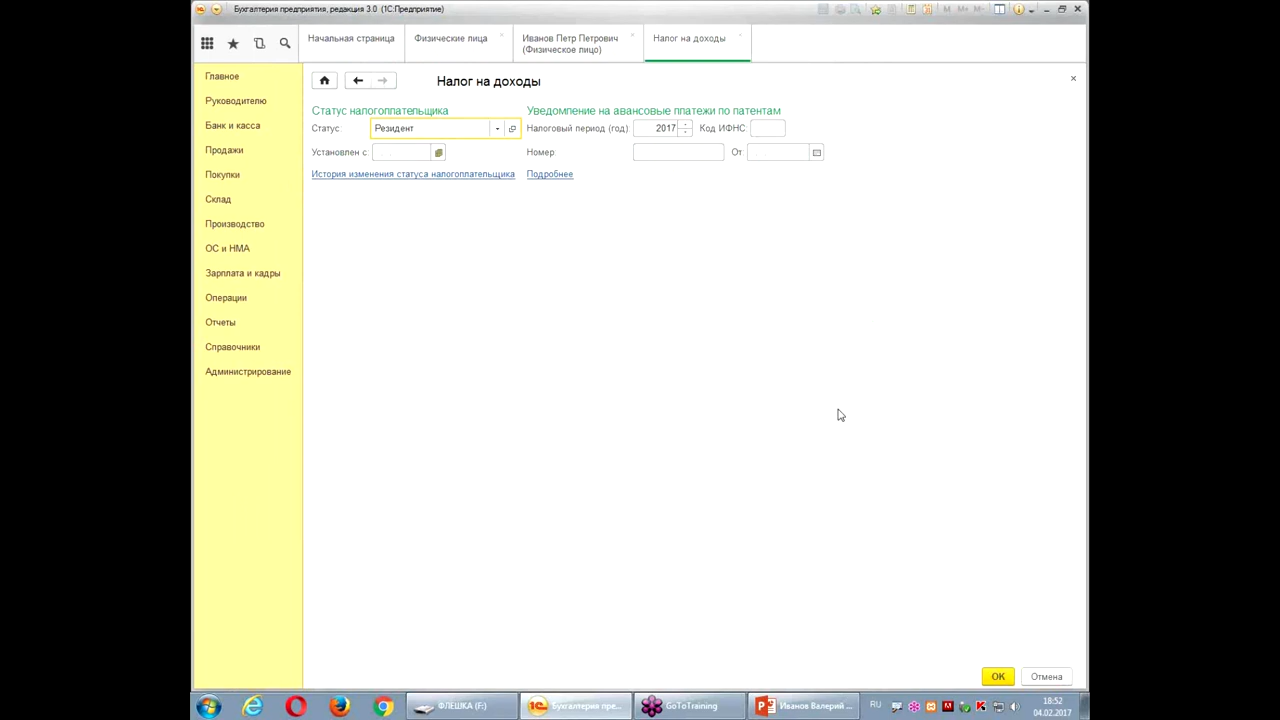 Бухгалтерия предприятия, редакция 3.0 (1С:Предприятие)
M M+ M-
Начальная страница
Физические лица
Иванов Петр Петрович
(Физическое лицо)
Налог на доходы
Главное
Руководителю
Банк и касса
Продажи
Покупки
Склад
Производство
ОС и НМА
Зарплата и кадры
Операции
Отчеты
Справочники
Администрирование
Налог на доходы
Статус налогоплательщика
Уведомление на авансовые платежи по патентам
Статус: Резидент
Налоговый период (год): 2017 Код ИФНС:
Установлен с:
Номер: От:
История изменения статуса налогоплательщика
Подробнее
OK
Отмена
ФЛЕШКА (F:)
Бухгалтерия пре...
GoToTraining
Иванов Валерий ...
RU
18:52
04.02.2017